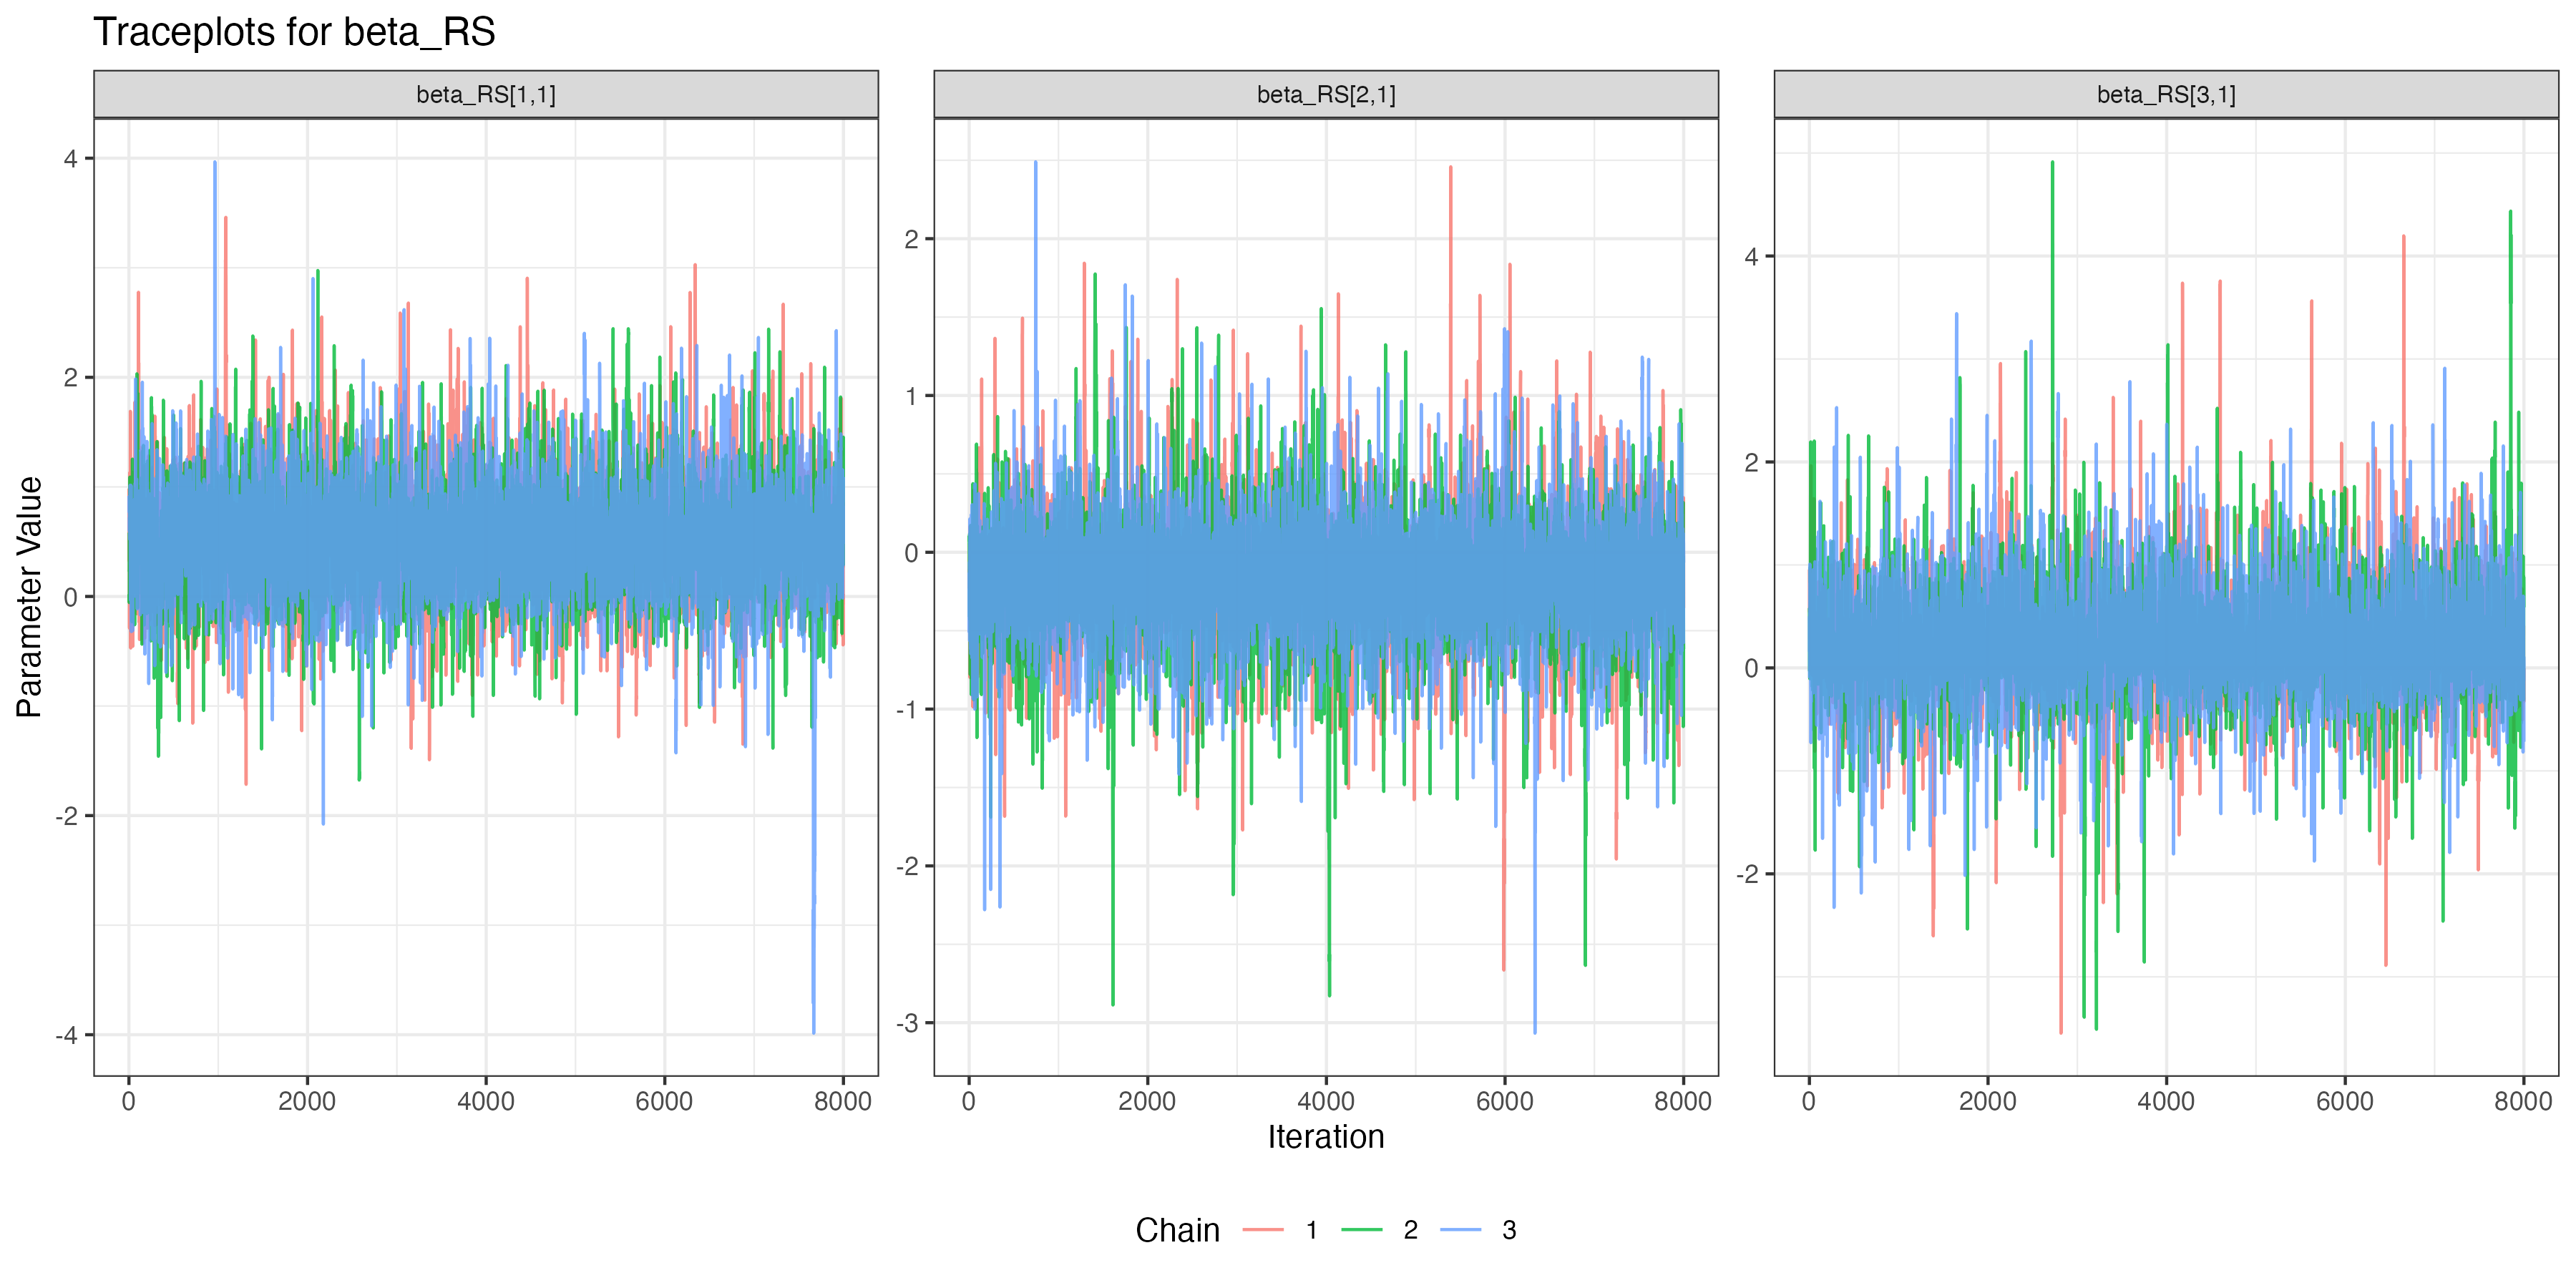 Traceplots for beta_RS
beta_RS[1,1] beta_RS[2,1] beta_RS[3,1]
Parameter Value
4
2
0
-2
-4
2
1
0
-1
-2
-3
4
2
0
-2
0 2000 4000 6000 8000 0 2000 4000 6000 8000 0 2000 4000 6000 8000
Iteration
Chain 1 2 3